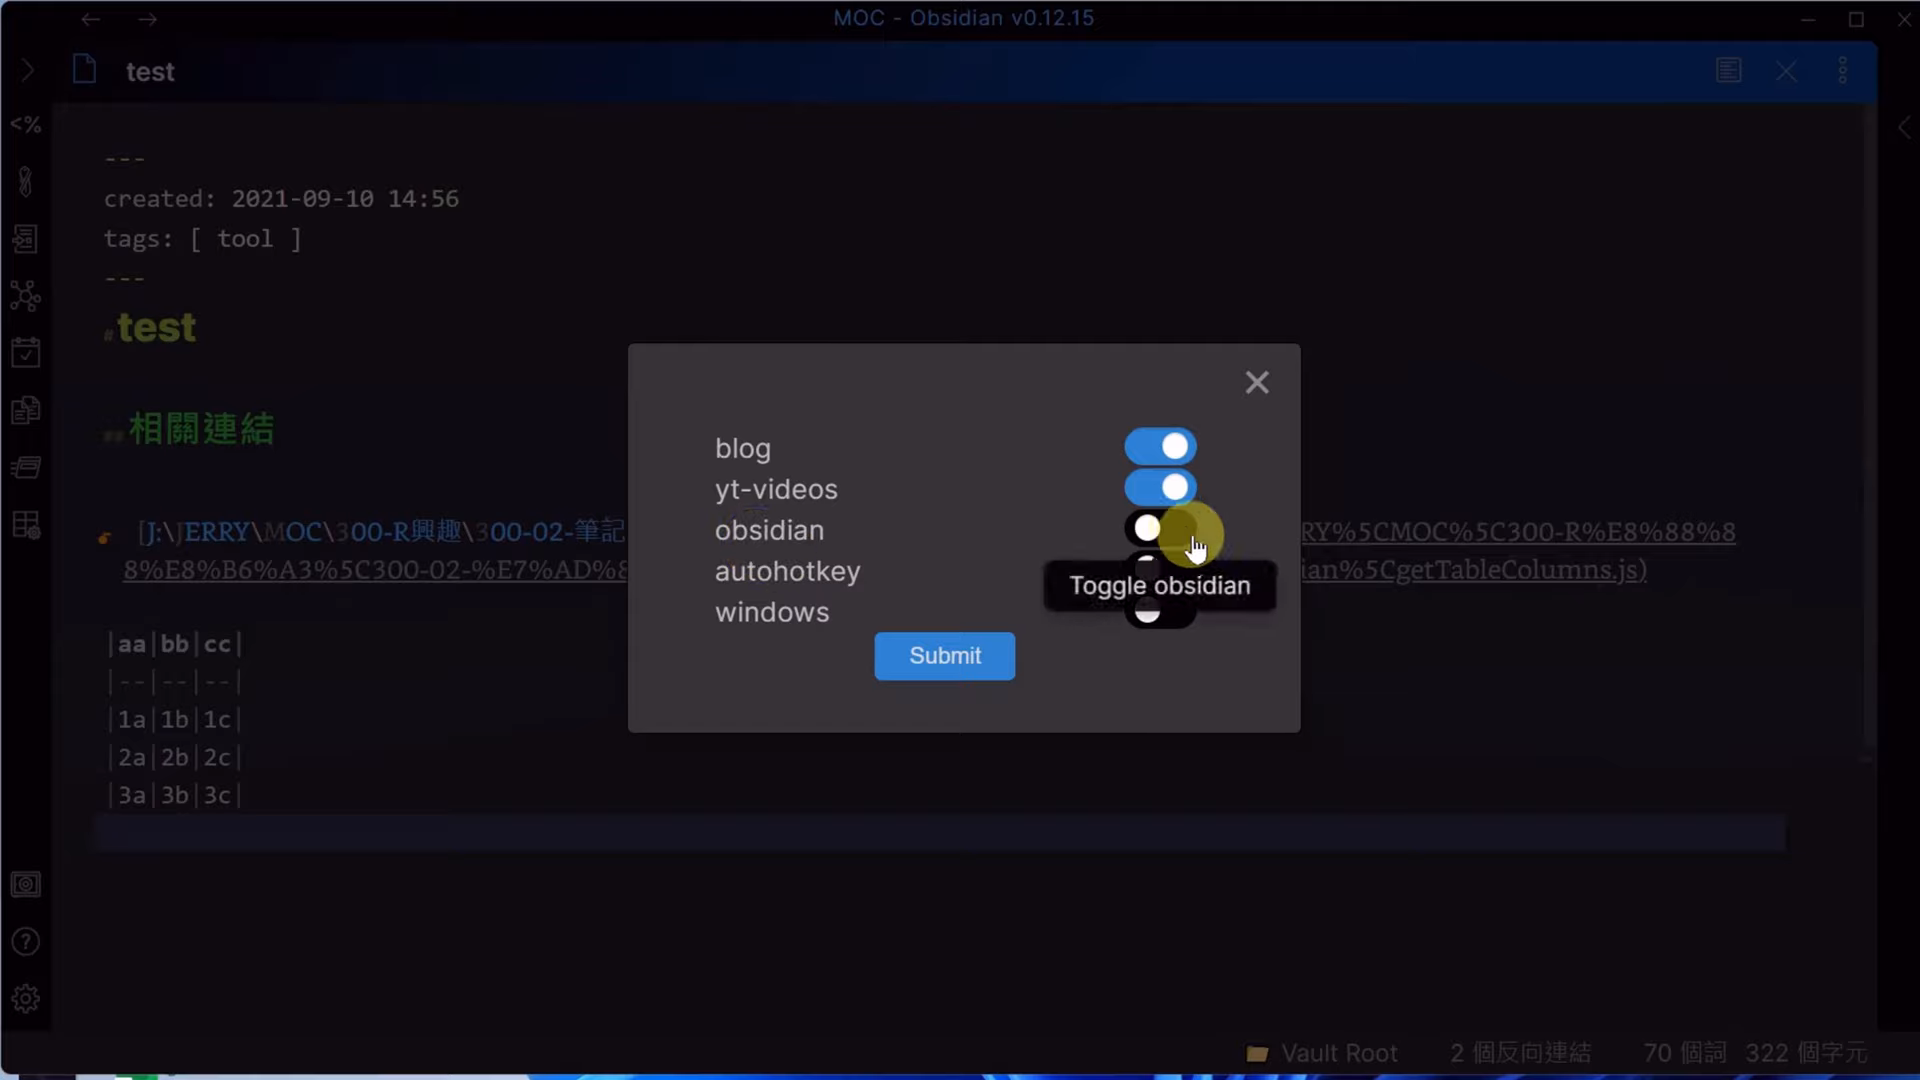 MOC - Obsidian v0.12.15
test
<%
---
created: 2021-09-10 14:56
tags: [ tool ]
---
# test
## 相關連結
[J:\JERRY\MOC\300-R興趣\300-02-筆記
RY%5CMOC%5C300-R%E8%88%8
8%E8%B6%A3%5C300-02-%E7%AD%8
ian%5CgetTableColumns.js)
|aa|bb|cc|
|--|--|--|
|1a|1b|1c|
|2a|2b|2c|
|3a|3b|3c|
blog
yt-videos
obsidian
autohotkey
windows
Toggle obsidian
Submit
Vault Root 2 個反向連結 70 個詞 322 個字元